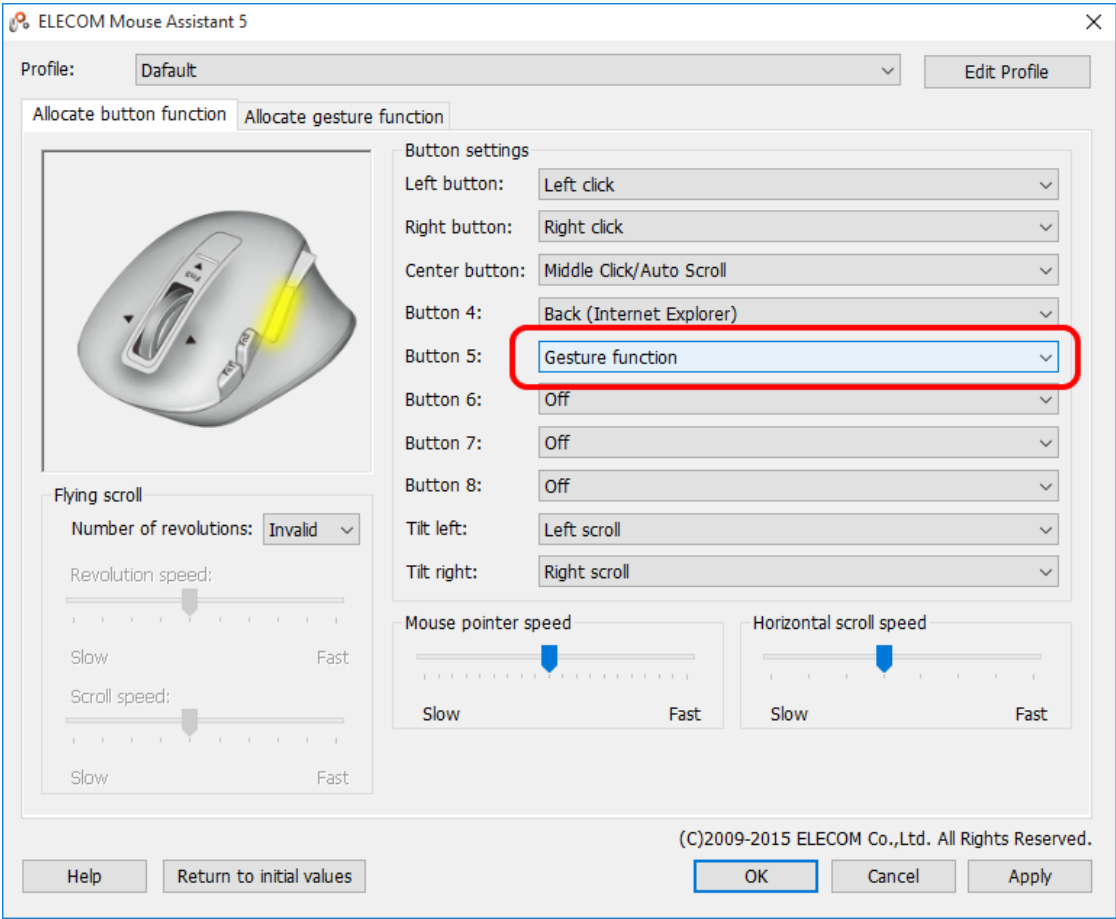 ELECOM Mouse Assistant 5
Profile:
Dafault
Edit Profile
Allocate button function
Allocate gesture function
Button settings
Left button:
Left click
Right button:
Right click
Center button:
Middle Click/Auto Scroll
Button 4:
Back (Internet Explorer)
Button 5:
Gesture function
Button 6:
Off
Button 7:
Off
Button 8:
Off
Tilt left:
Left scroll
Tilt right:
Right scroll
Fn3
Fn2
Fn1
Flying scroll
Number of revolutions:
Invalid
Revolution speed:
Slow
Fast
Scroll speed:
Slow
Fast
Mouse pointer speed
Slow
Fast
Horizontal scroll speed
Slow
Fast
(C)2009-2015 ELECOM Co.,Ltd. All Rights Reserved.
Help
Return to initial values
OK
Cancel
Apply